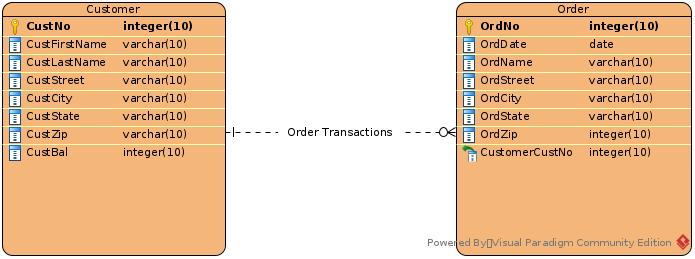 Customer
CustNo integer(10)
CustFirstName varchar(10)
CustLastName varchar(10)
CustStreet varchar(10)
CustCity varchar(10)
CustState varchar(10)
CustZip varchar(10)
CustBal integer(10)
Order Transactions
Order
OrdNo integer(10)
OrdDate date
OrdName varchar(10)
OrdStreet varchar(10)
OrdCity varchar(10)
OrdState varchar(10)
OrdZip integer(10)
CustomerCustNo integer(10)
Powered By▯Visual Paradigm Community Edition